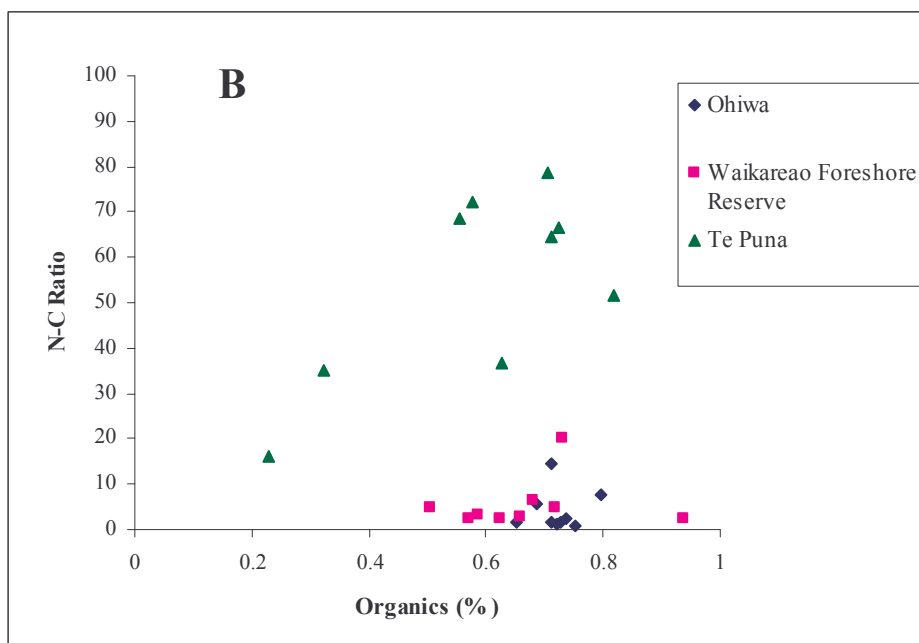 B
100
90
80
70
60
50
40
30
20
10
0
N-C Ratio
0 0.2 0.4 0.6 0.8 1
Organics (%)
Ohiwa
Waikareao Foreshore
Reserve
Te Puna